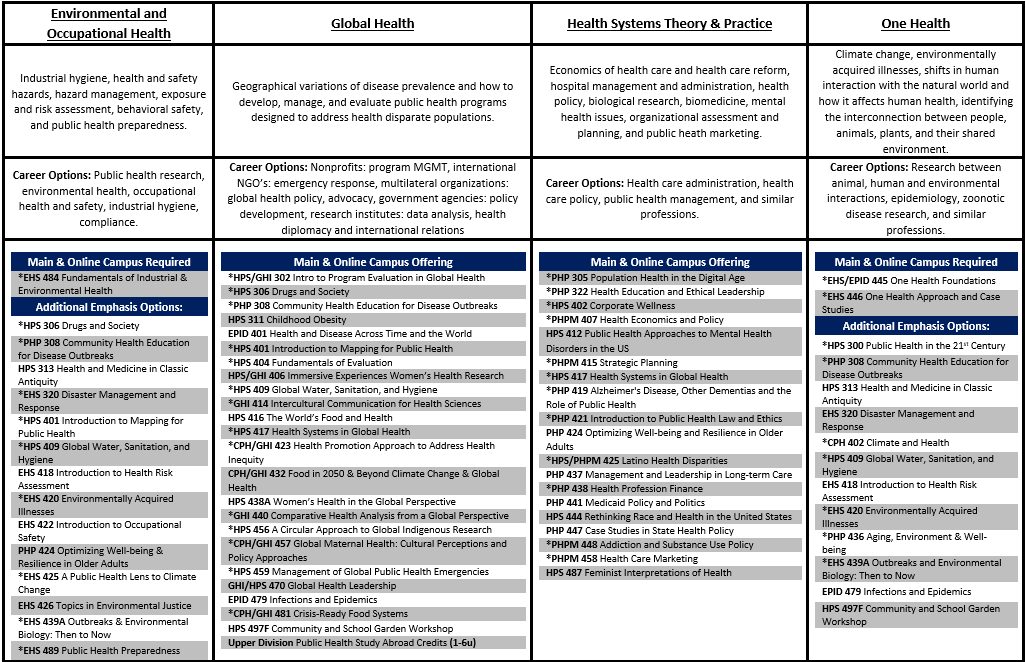 Environmental and
Occupational Health
Industrial hygiene, health and safety
hazards, hazard management, exposure
and risk assessment, behavioral safety,
and public health preparedness.
Career Options: Public health research,
environmental health, occupational
health and safety, industrial hygiene,
compliance.
Main & Online Campus Required
*EHS 484 Fundamentals of Industrial &
Environmental Health
Additional Emphasis Options:
*HPS 306 Drugs and Society
*PHP 308 Community Health Education
for Disease Outbreaks
HPS 313 Health and Medicine in Classic
Antiquity
*EHS 320 Disaster Management and
Response
*HPS 401 Introduction to Mapping for
Public Health
*HPS 409 Global Water, Sanitation, and
Hygiene
EHS 418 Introduction to Health Risk
Assessment
*EHS 420 Environmentally Acquired
Illnesses
EHS 422 Introduction to Occupational
Safety
PHP 424 Optimizing Well-being &
Resilience in Older Adults
*EHS 425 A Public Health Lens to Climate
Change
EHS 426 Topics in Environmental Justice
*EHS 439A Outbreaks & Environmental
Biology: Then to Now
*EHS 489 Public Health Preparedness
Global Health
Geographical variations of disease prevalence and how to
develop, manage, and evaluate public health programs
designed to address health disparate populations.
Career Options: Nonprofits: program MGMT, international
NGO's: emergency response, multilateral organizations:
global health policy, advocacy, government agencies: policy
development, research institutes: data analysis, health
diplomacy and international relations
Main & Online Campus Offering
*HPS/GHI 302 Intro to Program Evaluation in Global Health
*HPS 306 Drugs and Society
*PHP 308 Community Health Education for Disease Outbreaks
HPS 311 Childhood Obesity
EPID 401 Health and Disease Across Time and the World
*HPS 401 Introduction to Mapping for Public Health
*HPS 404 Fundamentals of Evaluation
HPS/GHI 406 Immersive Experiences Women's Health Research
*HPS 409 Global Water, Sanitation, and Hygiene
*GHI 414 Intercultural Communication for Health Sciences
HPS 416 The World's Food and Health
*HPS 417 Health Systems in Global Health
*CPH/GHI 423 Health Promotion Approach to Address Health
Inequity
CPH/GHI 432 Food in 2050 & Beyond Climate Change & Global
Health
HPS 438A Women's Health in the Global Perspective
*GHI 440 Comparative Health Analysis from a Global Perspective
*HPS 456 A Circular Approach to Global Indigenous Research
*CPH/GHI 457 Global Maternal Health: Cultural Perceptions and
Policy Approaches
*HPS 459 Management of Global Public Health Emergencies
GHI/HPS 470 Global Health Leadership
EPID 479 Infections and Epidemics
*CPH/GHI 481 Crisis-Ready Food Systems
HPS 497F Community and School Garden Workshop
Upper Division Public Health Study Abroad Credits (1-6u)
Health Systems Theory & Practice
Economics of health care and health care reform,
hospital management and administration, health
policy, biological research, biomedicine, mental
health issues, organizational assessment and
planning, and public heath marketing.
Career Options: Health care administration, health
care policy, public health management, and similar
professions.
Main & Online Campus Offering
*PHP 305 Population Health in the Digital Age
*PHP 322 Health Education and Ethical Leadership
*HPS 402 Corporate Wellness
*PHPM 407 Health Economics and Policy
HPS 412 Public Health Approaches to Mental Health
Disorders in the US
*PHPM 415 Strategic Planning
*HPS 417 Health Systems in Global Health
*PHP 419 Alzheimer's Disease, Other Dementias and the
Role of Public Health
*PHP 421 Introduction to Public Health Law and Ethics
PHP 424 Optimizing Well-being and Resilience in Older
Adults
*HPS/PHPM 425 Latino Health Disparities
PHP 437 Management and Leadership in Long-term Care
*PHP 438 Health Profession Finance
PHP 441 Medicaid Policy and Politics
HPS 444 Rethinking Race and Health in the United States
PHP 447 Case Studies in State Health Policy
*PHPM 448 Addiction and Substance Use Policy
*PHPM 458 Health Care Marketing
HPS 487 Feminist Interpretations of Health
One Health
Climate change, environmentally
acquired illnesses, shifts in human
interaction with the natural world and
how it affects human health, identifying
the interconnection between people,
animals, plants, and their shared
environment.
Career Options: Research between
animal, human and environmental
interactions, epidemiology, zoonotic
disease research, and similar
professions.
Main & Online Campus Required
*EHS/EPID 445 One Health Foundations
*EHS 446 One Health Approach and Case
Studies
Additional Emphasis Options:
*HPS 300 Public Health in the 21st Century
*PHP 308 Community Health Education for
Disease Outbreaks
HPS 313 Health and Medicine in Classic
Antiquity
EHS 320 Disaster Management and
Response
*CPH 402 Climate and Health
*HPS 409 Global Water, Sanitation, and
Hygiene
EHS 418 Introduction to Health Risk
Assessment
*EHS 420 Environmentally Acquired
Illnesses
*PHP 436 Aging, Environment & Well-
being
*EHS 439A Outbreaks and Environmental
Biology: Then to Now
EPID 479 Infections and Epidemics
HPS 497F Community and School Garden
Workshop